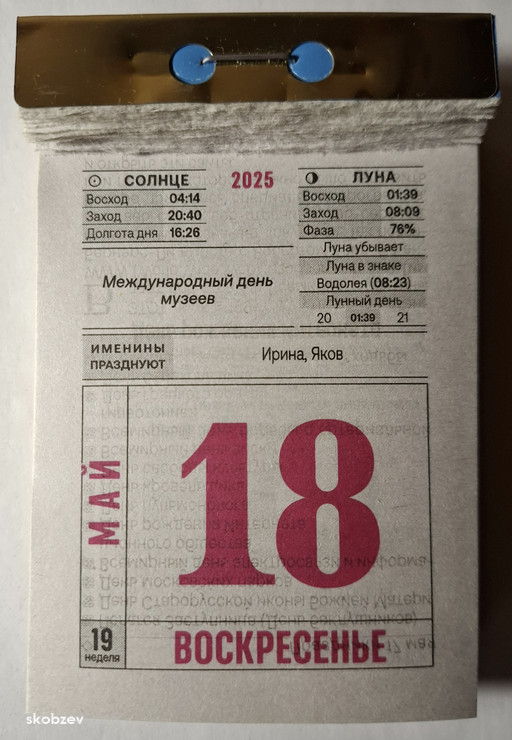 СОЛНЦЕ
Восход 04:14
Заход 20:40
Долгота дня 16:26
2025
ЛУНА
Восход 01:39
Заход 08:09
Фаза 76%
Луна убывает
Луна в знаке
Водолея (08:23)
Лунный день
20 01:39 21
Международный день
музеев
ИМЕНИНЫ
ПРАЗДНУЮТ
Ирина, Яков
МАЙ
18
19
неделя
ВОСКРЕСЕНЬЕ
skobzev